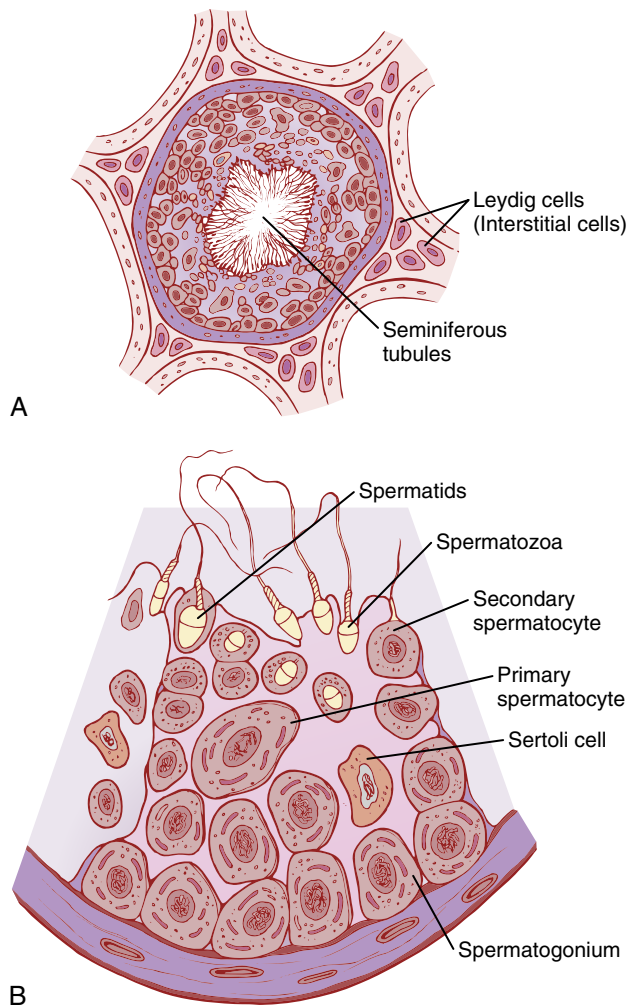 Leydig cells
(Interstitial cells)
Seminiferous
tubules
A
Spermatids
Spermatozoa
Secondary
spermatocyte
Primary
spermatocyte
Sertoli cell
Spermatogonium
B